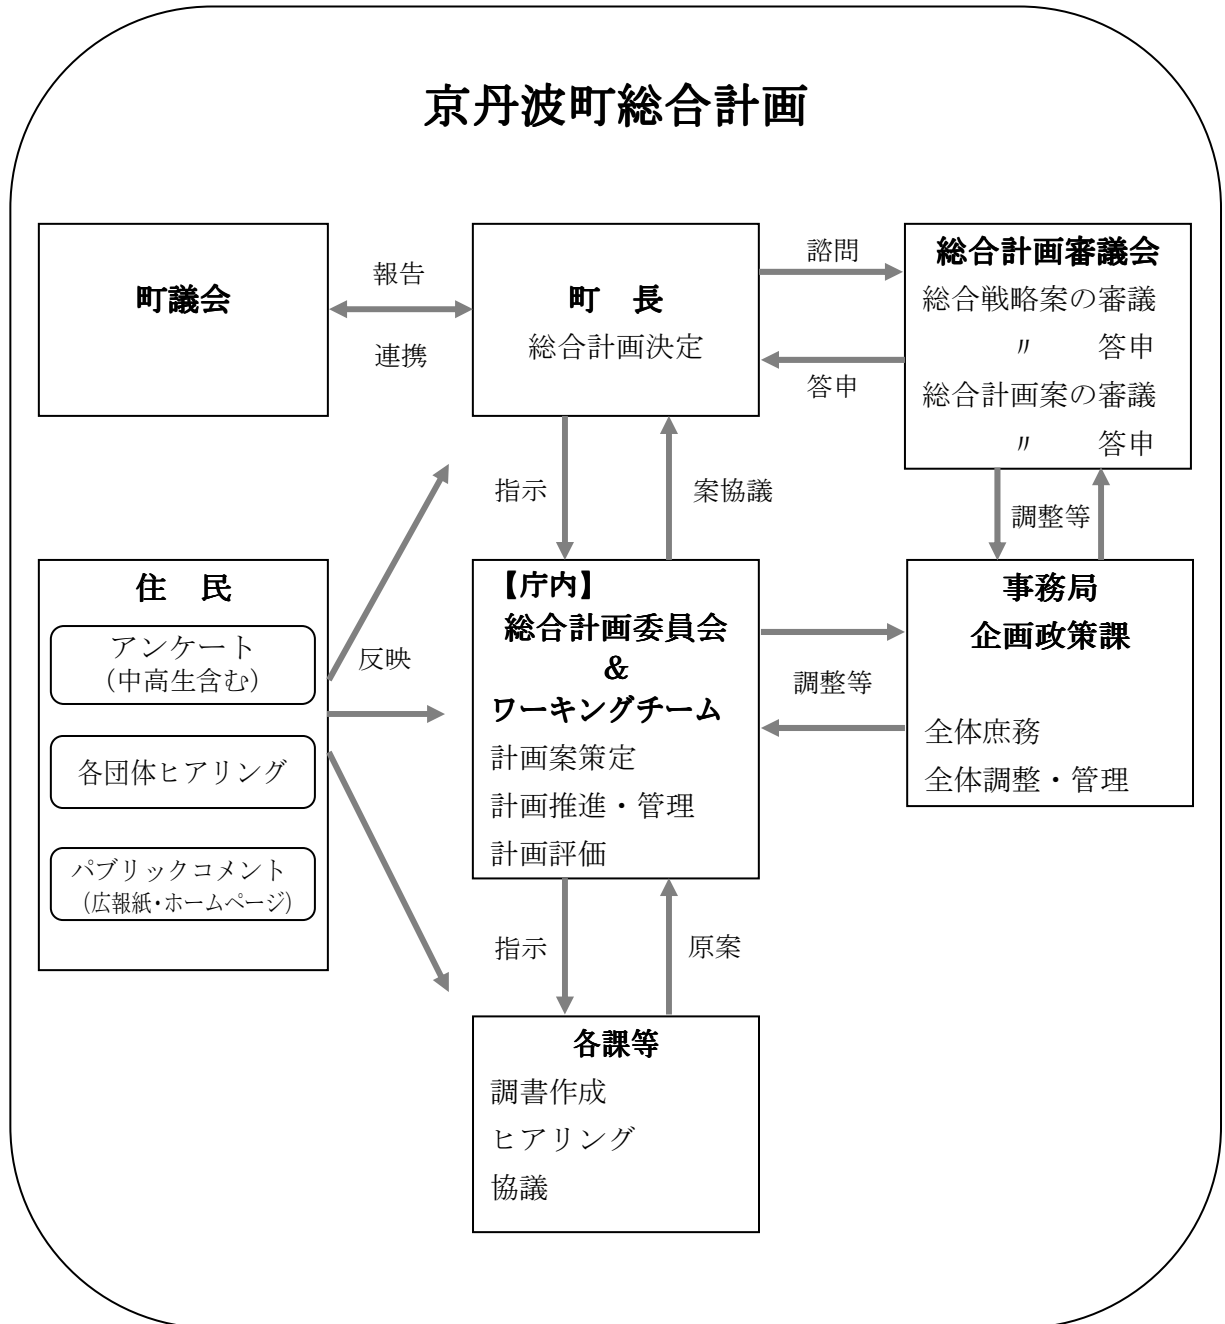 京丹波町総合計画
町議会
報告
連携
町　長
総合計画決定
諮問
答申
総合計画審議会
総合戦略案の審議
〃　　答申
総合計画案の審議
〃　　答申
指示
案協議
調整等
住　民
アンケート
（中高生含む）
各団体ヒアリング
パブリックコメント
（広報紙・ホームページ）
反映
【庁内】
総合計画委員会
＆
ワーキングチーム
計画案策定
計画推進・管理
計画評価
調整等
事務局
企画政策課
全体庶務
全体調整・管理
指示
原案
各課等
調書作成
ヒアリング
協議